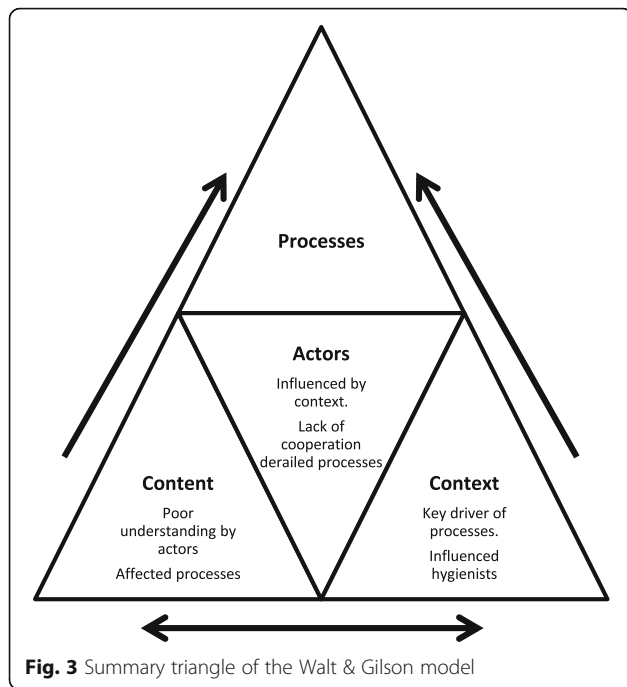 Processes
Actors
Influenced by
context.
Lack of
cooperation
derailed processes
Content
Poor
understanding by
actors
Affected processes
Context
Key driver of
processes.
Influenced
hygienists
Fig. 3 Summary triangle of the Walt & Gilson model